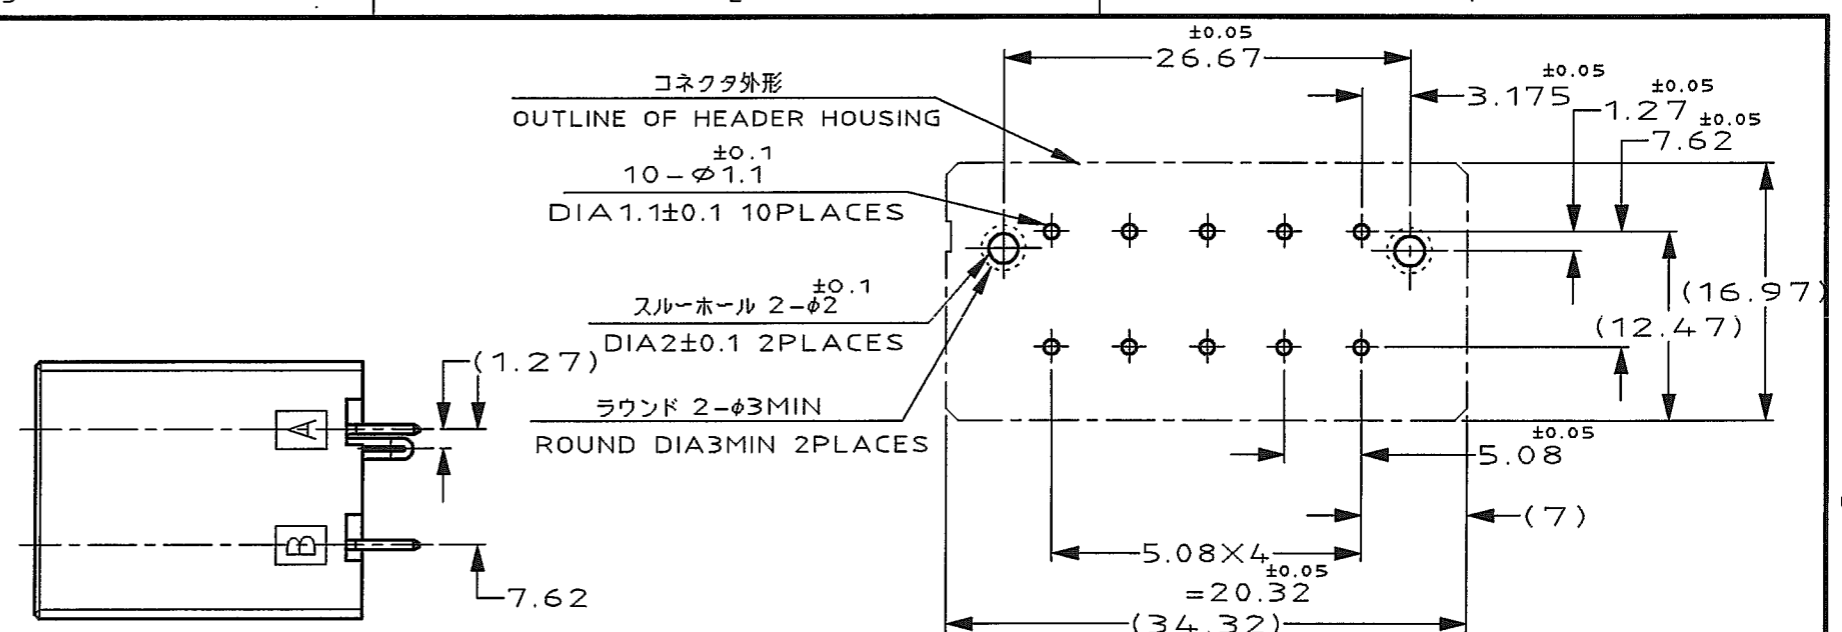 ±0.05
26.67
±0.05
3.175
±0.05
1.27
±0.05
7.62
コネクタ外形
OUTLINE OF HEADER HOUSING
±0.1
10-Φ1.1
DIA1.1±0.1 10PLACES
±0.1
スルーホール 2-φ2
DIA2±0.1 2PLACES
ラウンド 2-φ3MIN
ROUND DIA3MIN 2PLACES
(16.97)
(12.47)
(1.27)
A
B
7.62
±0.05
5.08
(7)
5.08X4
±0.05
=20.32
(34.32)